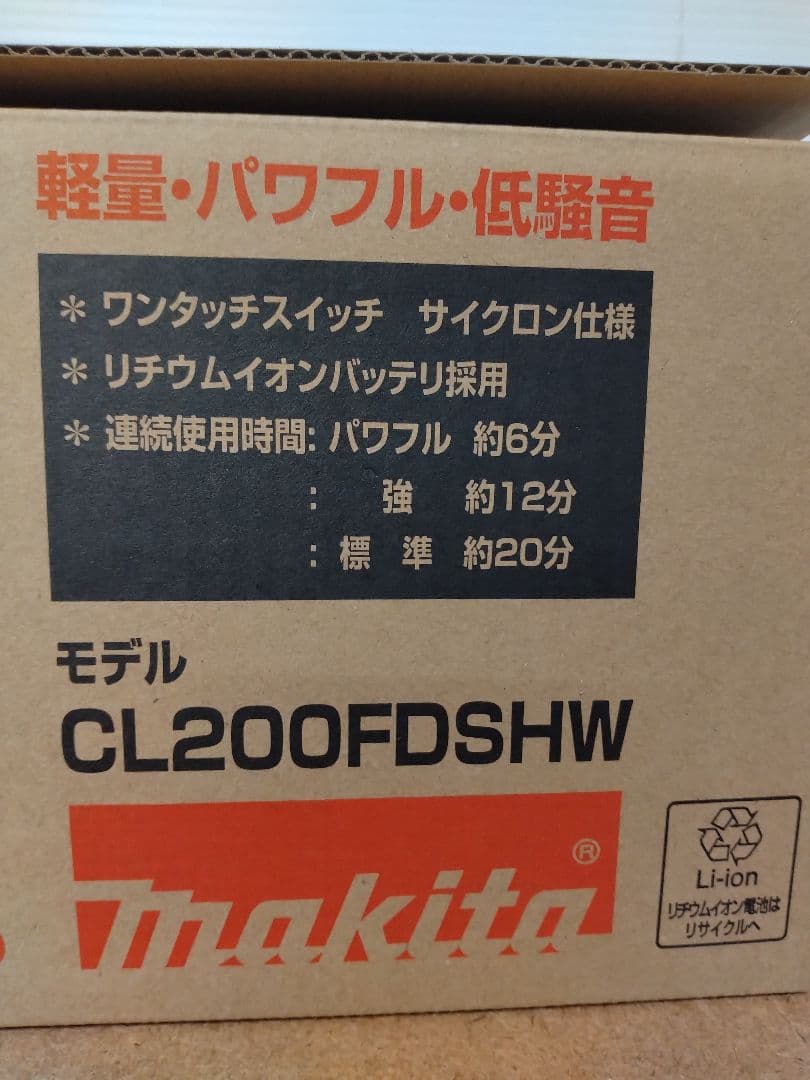 軽量・パワフル・低騒音
＊ ワンタッチスイッチ　サイクロン仕様
＊ リチウムイオンバッテリ採用
＊ 連続使用時間: パワフル 約6分
: 強 約12分
: 標準 約20分
モデル
CL200FDSHW
makita®
Li-ion
リチウムイオン電池は
リサイクルへ